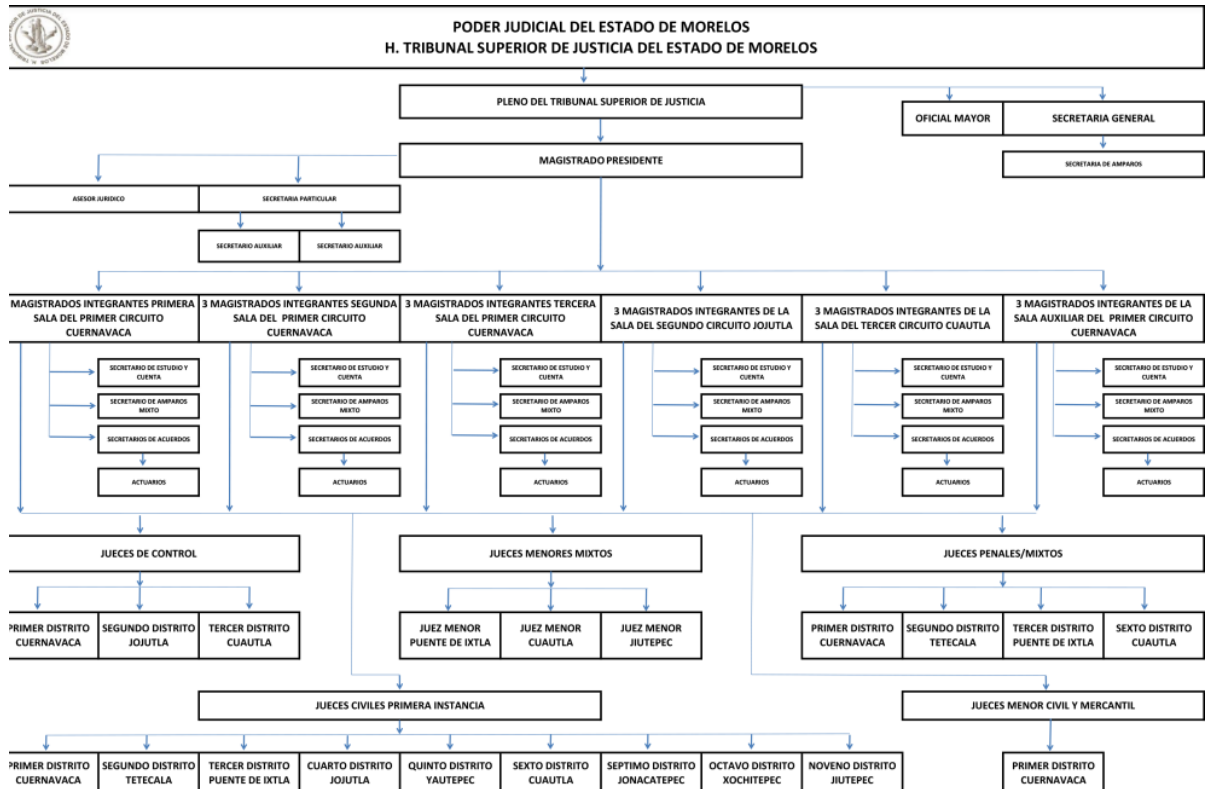 PODER JUDICIAL DEL ESTADO DE MORELOS
H. TRIBUNAL SUPERIOR DE JUSTICIA DEL ESTADO DE MORELOS
PLENO DEL TRIBUNAL SUPERIOR DE JUSTICIA
OFICIAL MAYOR
SECRETARIA GENERAL
MAGISTRADO PRESIDENTE
SECRETARIA DE AMPAROS
ASESOR JURIDICO
SECRETARIA PARTICULAR
SECRETARIO AUXILIAR
SECRETARIO AUXILIAR
MAGISTRADOS INTEGRANTES PRIMERA
SALA DEL PRIMER CIRCUITO
CUERNAVACA
3 MAGISTRADOS INTEGRANTES SEGUNDA
SALA DEL PRIMER CIRCUITO
CUERNAVACA
3 MAGISTRADOS INTEGRANTES TERCERA
SALA DEL PRIMER CIRCUITO
CUERNAVACA
3 MAGISTRADOS INTEGRANTES DE LA
SALA DEL SEGUNDO CIRCUITO JOJUTLA
3 MAGISTRADOS INTEGRANTES DE LA
SALA DEL TERCER CIRCUITO CUAUTLA
3 MAGISTRADOS INTEGRANTES DE LA
SALA AUXILIAR DEL PRIMER CIRCUITO
CUERNAVACA
SECRETARIO DE ESTUDIO Y
CUENTA
SECRETARIO DE AMPAROS
MIXTO
SECRETARIOS DE ACUERDOS
ACTUARIOS
SECRETARIO DE ESTUDIO Y
CUENTA
SECRETARIO DE AMPAROS
MIXTO
SECRETARIOS DE ACUERDOS
ACTUARIOS
SECRETARIO DE ESTUDIO Y
CUENTA
SECRETARIO DE AMPAROS
MIXTO
SECRETARIOS DE ACUERDOS
ACTUARIOS
SECRETARIO DE ESTUDIO Y
CUENTA
SECRETARIO DE AMPAROS
MIXTO
SECRETARIOS DE ACUERDOS
ACTUARIOS
SECRETARIO DE ESTUDIO Y
CUENTA
SECRETARIO DE AMPAROS
MIXTO
SECRETARIOS DE ACUERDOS
ACTUARIOS
SECRETARIO DE ESTUDIO Y
CUENTA
SECRETARIO DE AMPAROS
MIXTO
SECRETARIOS DE ACUERDOS
ACTUARIOS
JUECES DE CONTROL
JUECES MENORES MIXTOS
JUECES PENALES/MIXTOS
PRIMER DISTRITO
CUERNAVACA
SEGUNDO DISTRITO
JOJUTLA
TERCER DISTRITO
CUAUTLA
JUEZ MENOR
PUENTE DE IXTLA
JUEZ MENOR
CUAUTLA
JUEZ MENOR
JIUTEPEC
PRIMER DISTRITO
CUERNAVACA
SEGUNDO DISTRITO
TETECALA
TERCER DISTRITO
PUENTE DE IXTLA
SEXTO DISTRITO
CUAUTLA
JUECES CIVILES PRIMERA INSTANCIA
JUECES MENOR CIVIL Y MERCANTIL
PRIMER DISTRITO
CUERNAVACA
SEGUNDO DISTRITO
TETECALA
TERCER DISTRITO
PUENTE DE IXTLA
CUARTO DISTRITO
JOJUTLA
QUINTO DISTRITO
YAUTEPEC
SEXTO DISTRITO
CUAUTLA
SEPTIMO DISTRITO
JONACATEPEC
OCTAVO DISTRITO
XOCHITEPEC
NOVENO DISTRITO
JIUTEPEC
PRIMER DISTRITO
CUERNAVACA